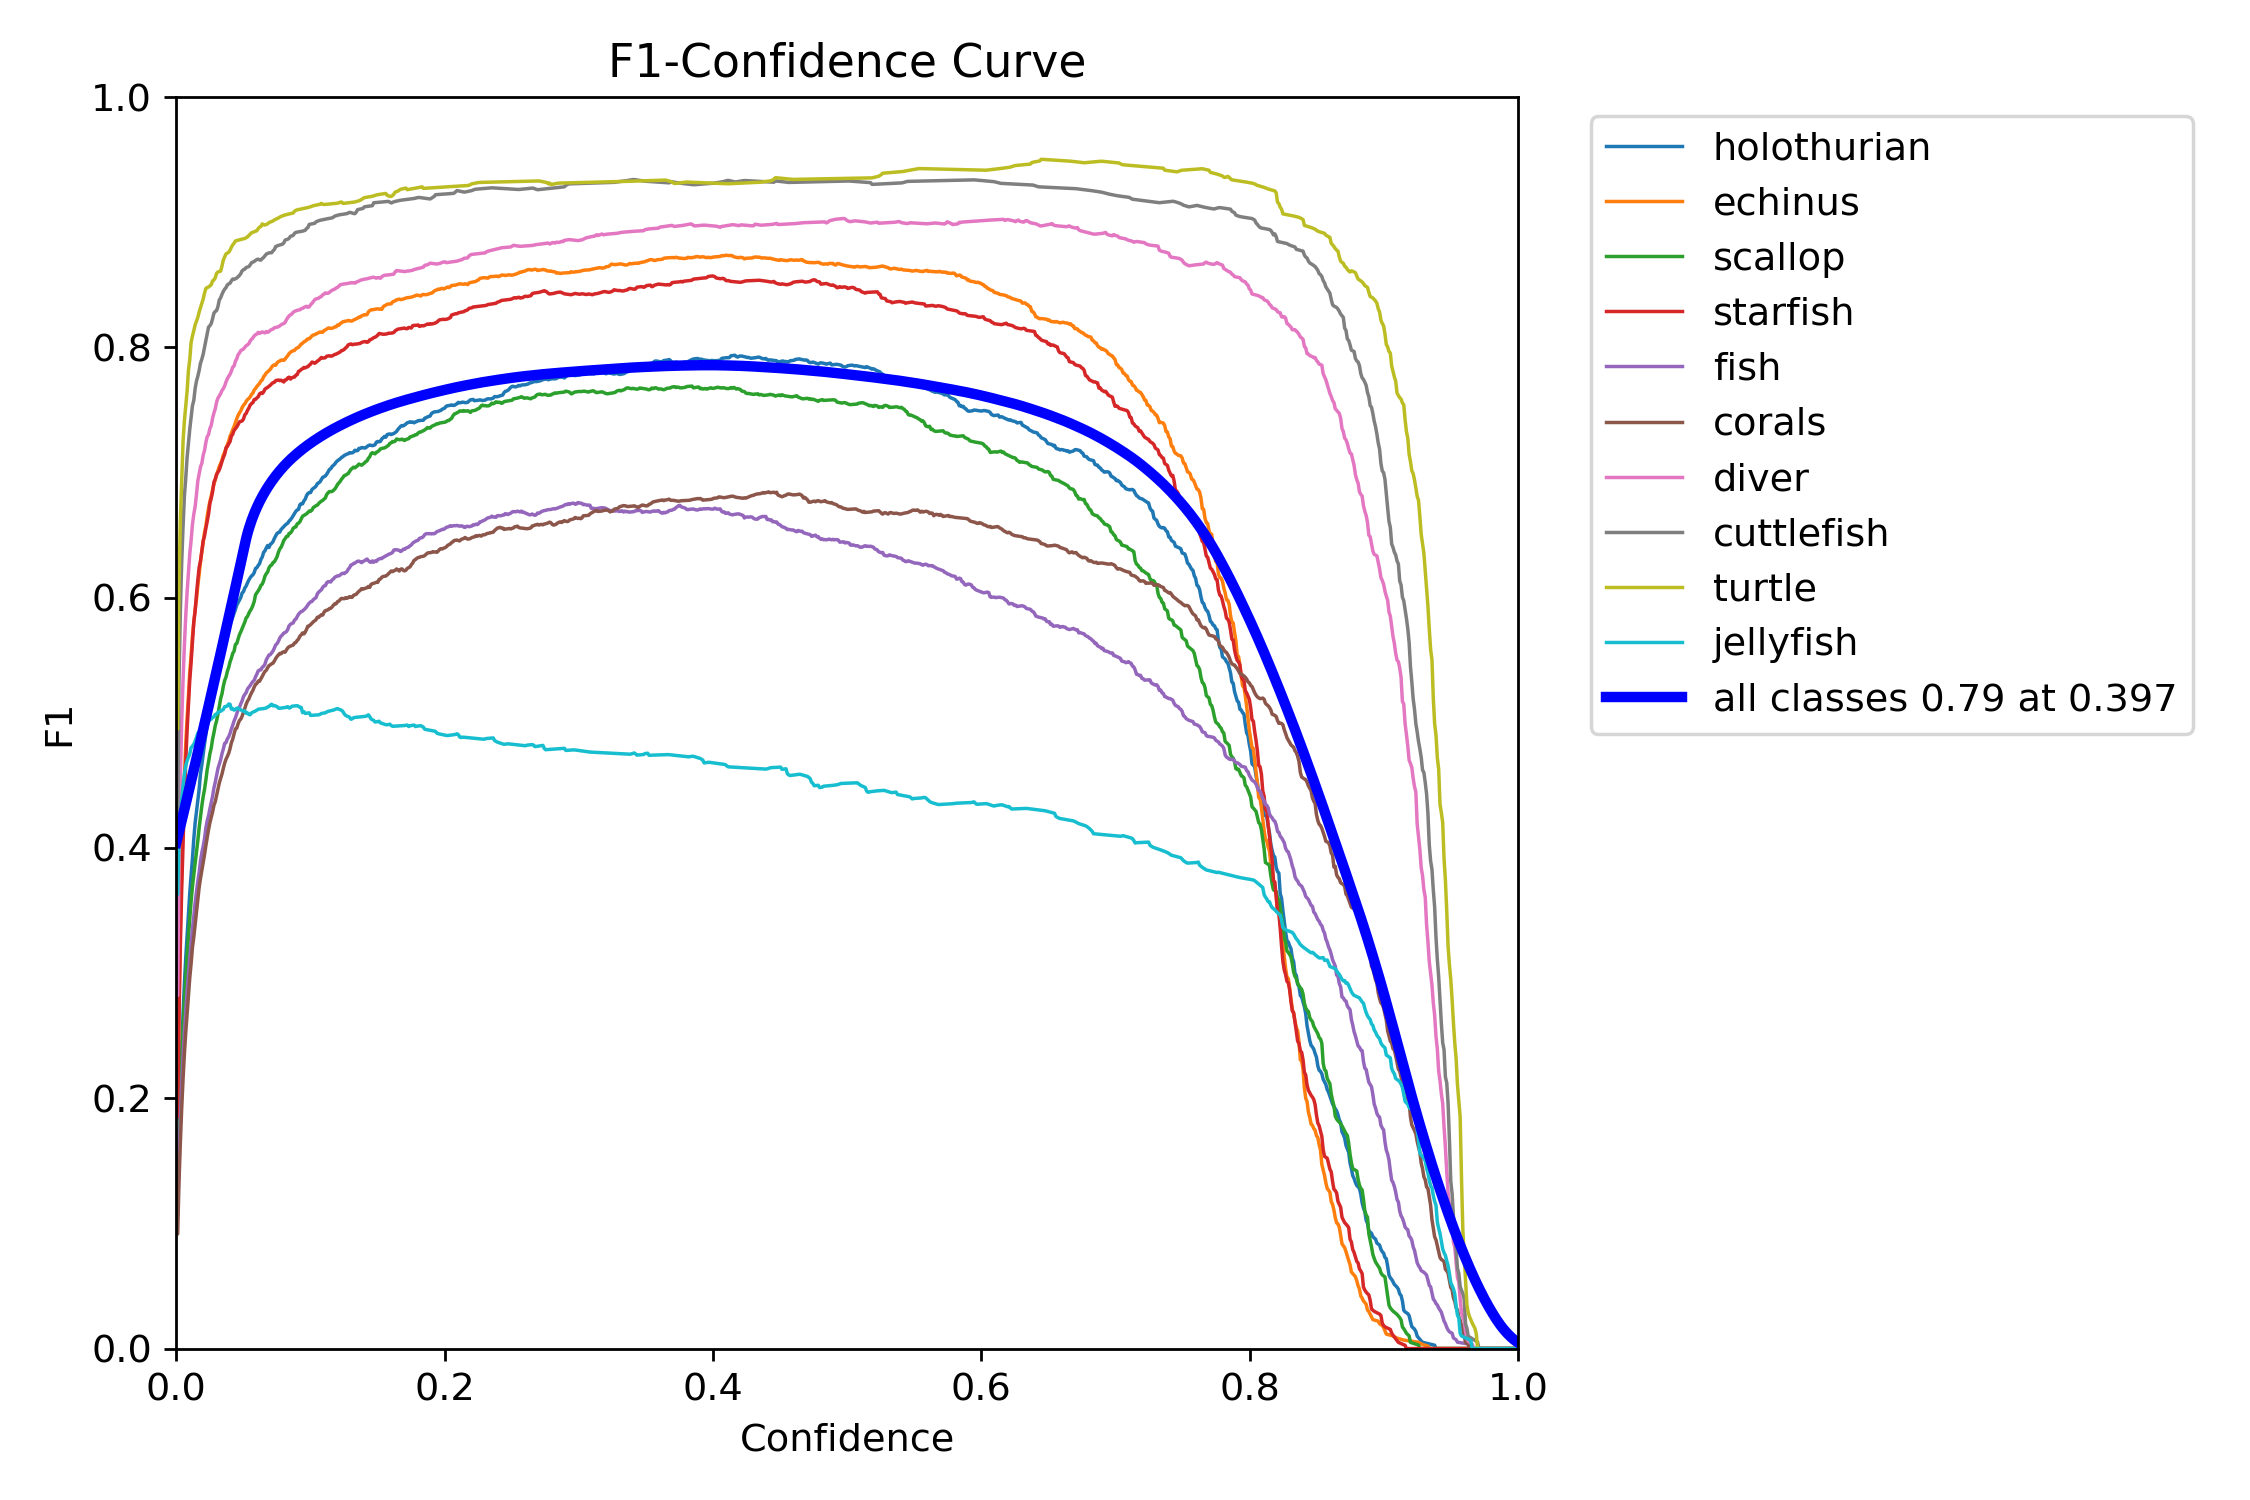 F1-Confidence Curve
1.0
0.8
0.6
0.4
0.2
0.0
F1
0.0 0.2 0.4 0.6 0.8 1.0
Confidence
holothurian
echinus
scallop
starfish
fish
corals
diver
cuttlefish
turtle
jellyfish
all classes 0.79 at 0.397